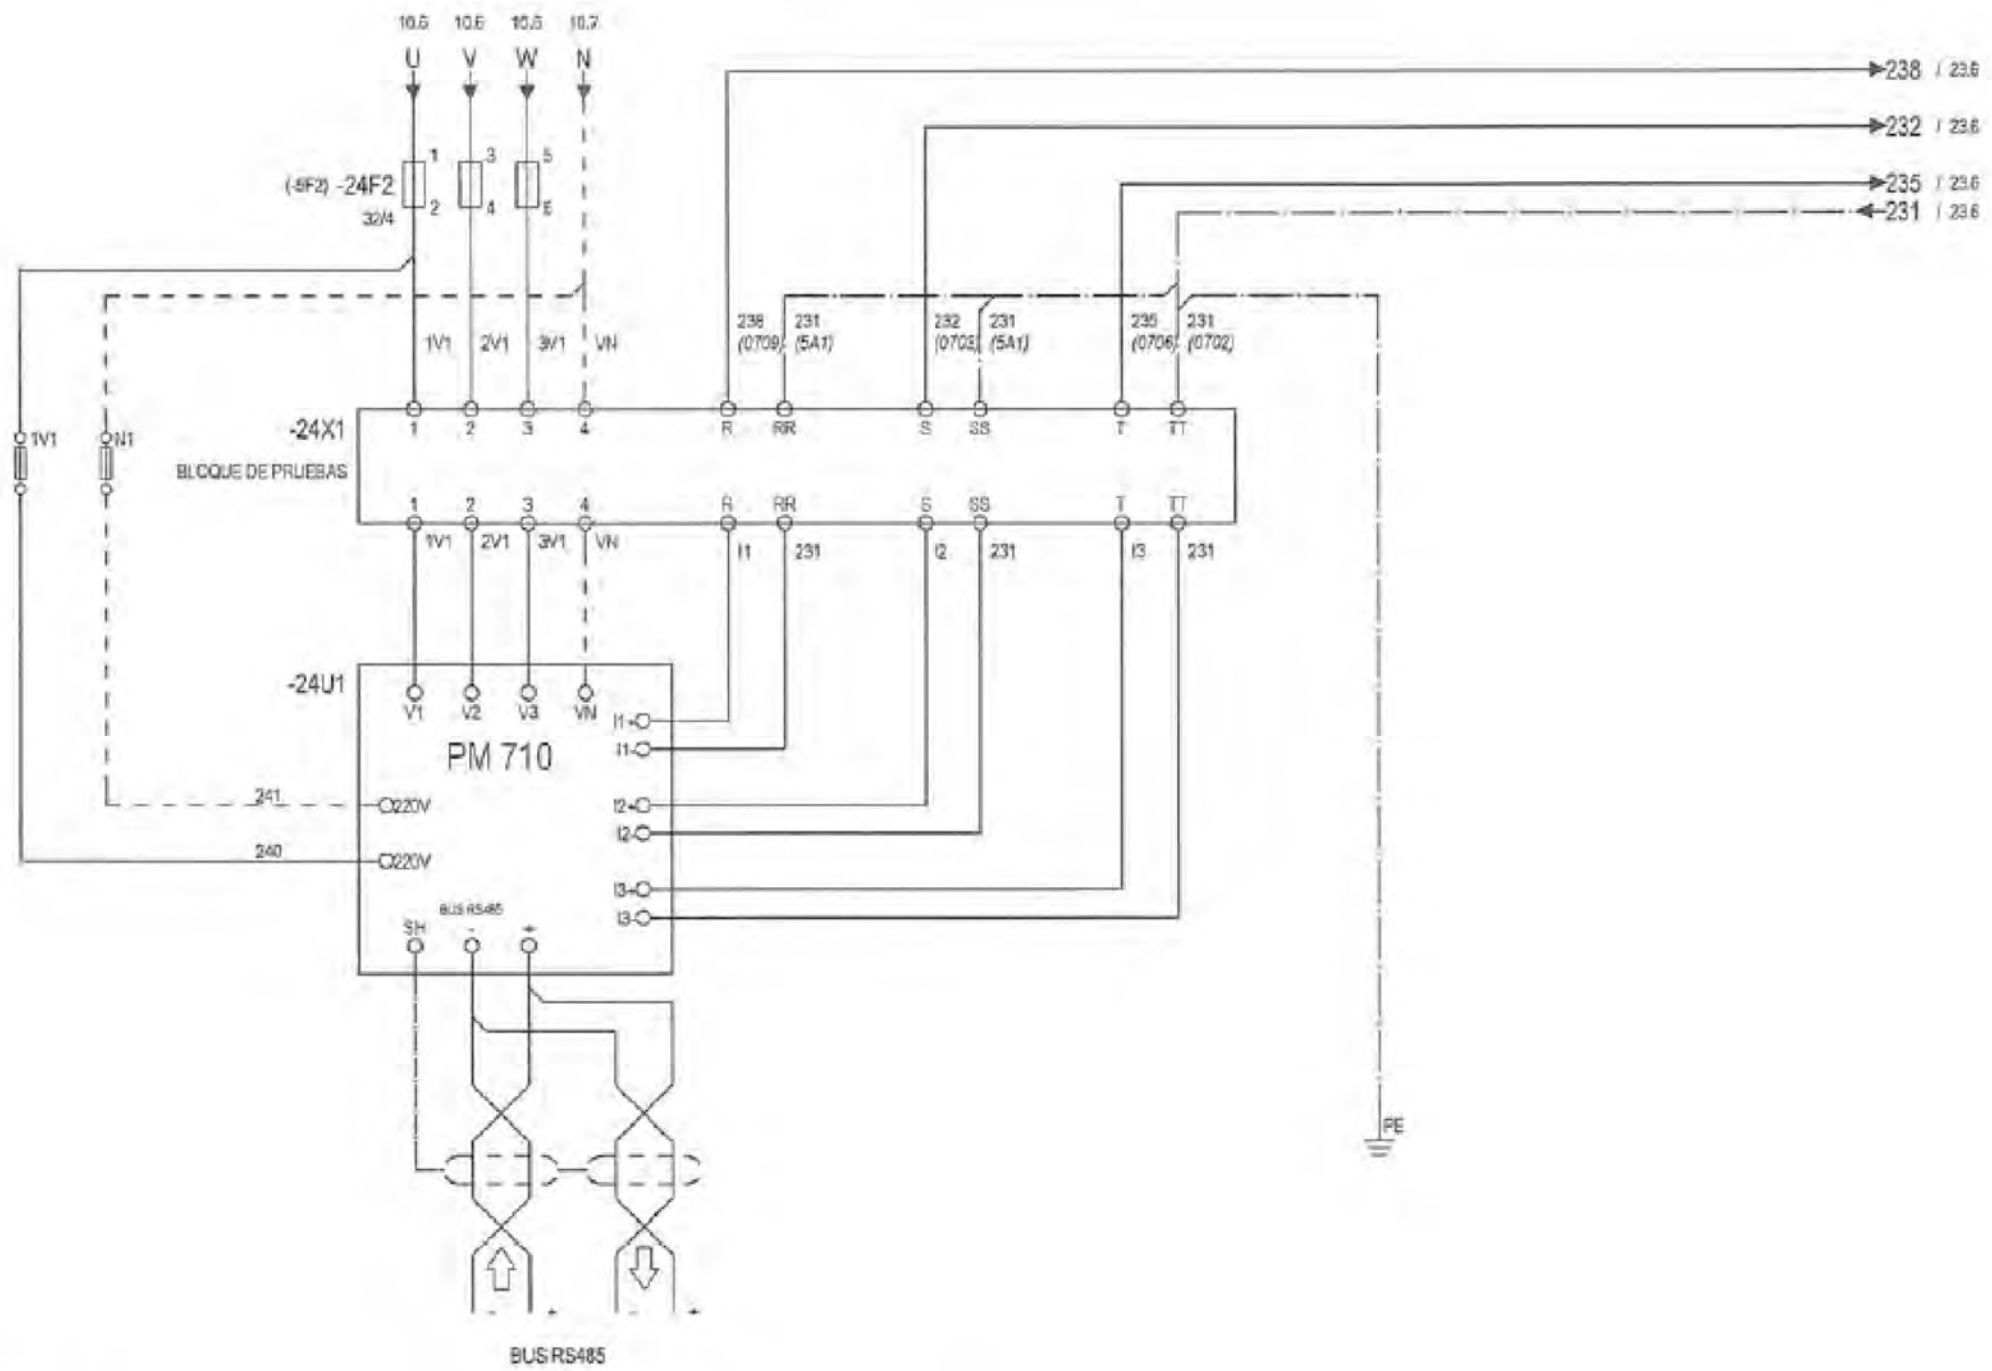 10.6 10.6 10.6 10.7
U V W N
238 / 23.6
232 / 23.6
235 / 23.6
231 / 23.6
1 3 5
-24F2
2 4 6
32/4
238 231 232 231 235 231
(0709) (5A1) (0703) (5A1) (0706) (0702)
1V1 2V1 3V1 VN
-24X1
1 2 3 4 R RR S SS T TT
1V1 N1
BLOQUE DE PRUEBAS
1 2 3 4 R RR S SS T TT
1V1 2V1 3V1 VN I1 231 I2 231 I3 231
-24U1
V1 V2 V3 VN
I1+
I1-
PM 710
241 220V I2+
I2-
240 220V
I3+
I3-
BUS RS485
SH - +
PE
- + - +
BUS RS485